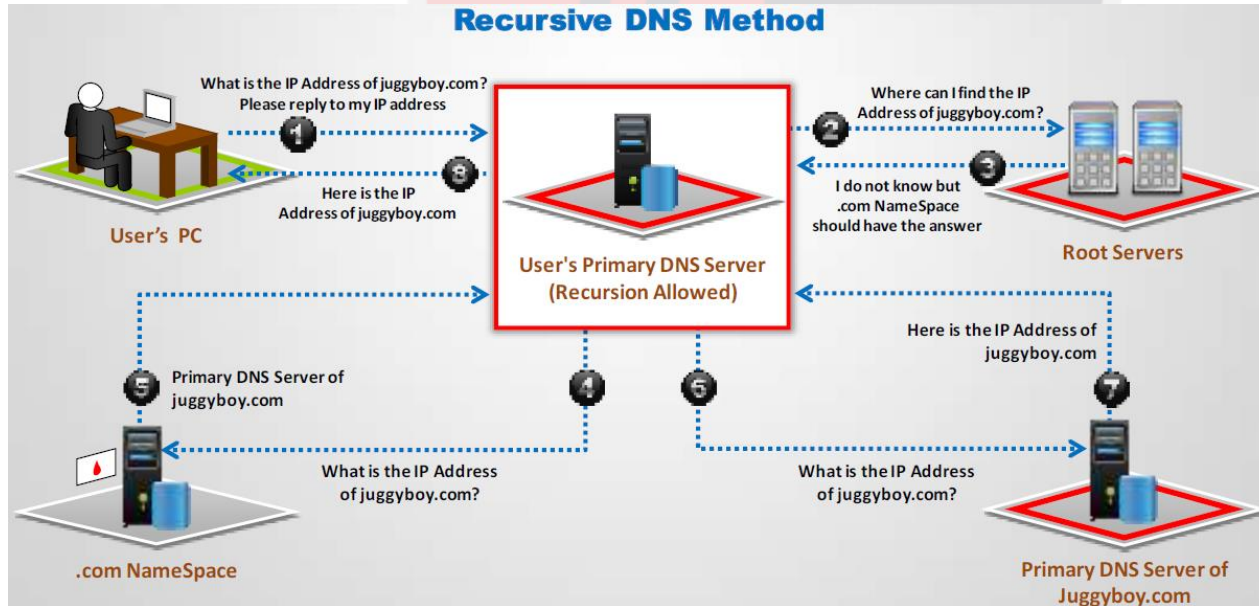 Recursive DNS Method
What is the IP Address of juggyboy.com?
Please reply to my IP address
1
8
Here is the IP
Address of juggyboy.com
User's PC
User's Primary DNS Server
(Recursion Allowed)
Where can I find the IP
Address of juggyboy.com?
2
3
I do not know but
.com NameSpace
should have the answer
Root Servers
5
Primary DNS Server of
juggyboy.com
4
What is the IP Address
of juggyboy.com?
.com NameSpace
6
What is the IP Address
of juggyboy.com?
Here is the IP Address of
juggyboy.com
7
Primary DNS Server of
Juggyboy.com